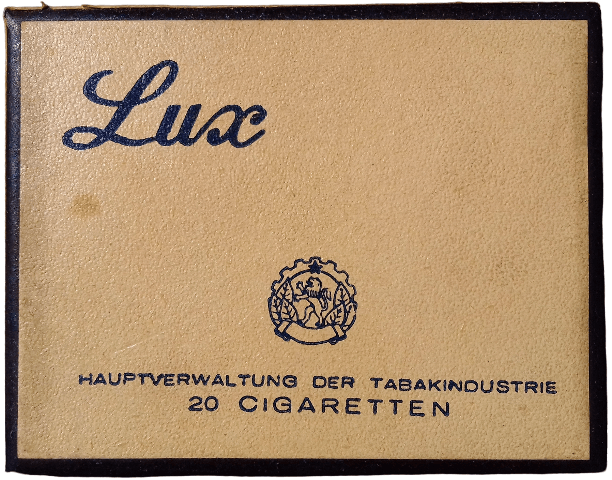 Lux
HAUPTVERWALTUNG DER TABAKINDUSTRIE
20 CIGARETTEN